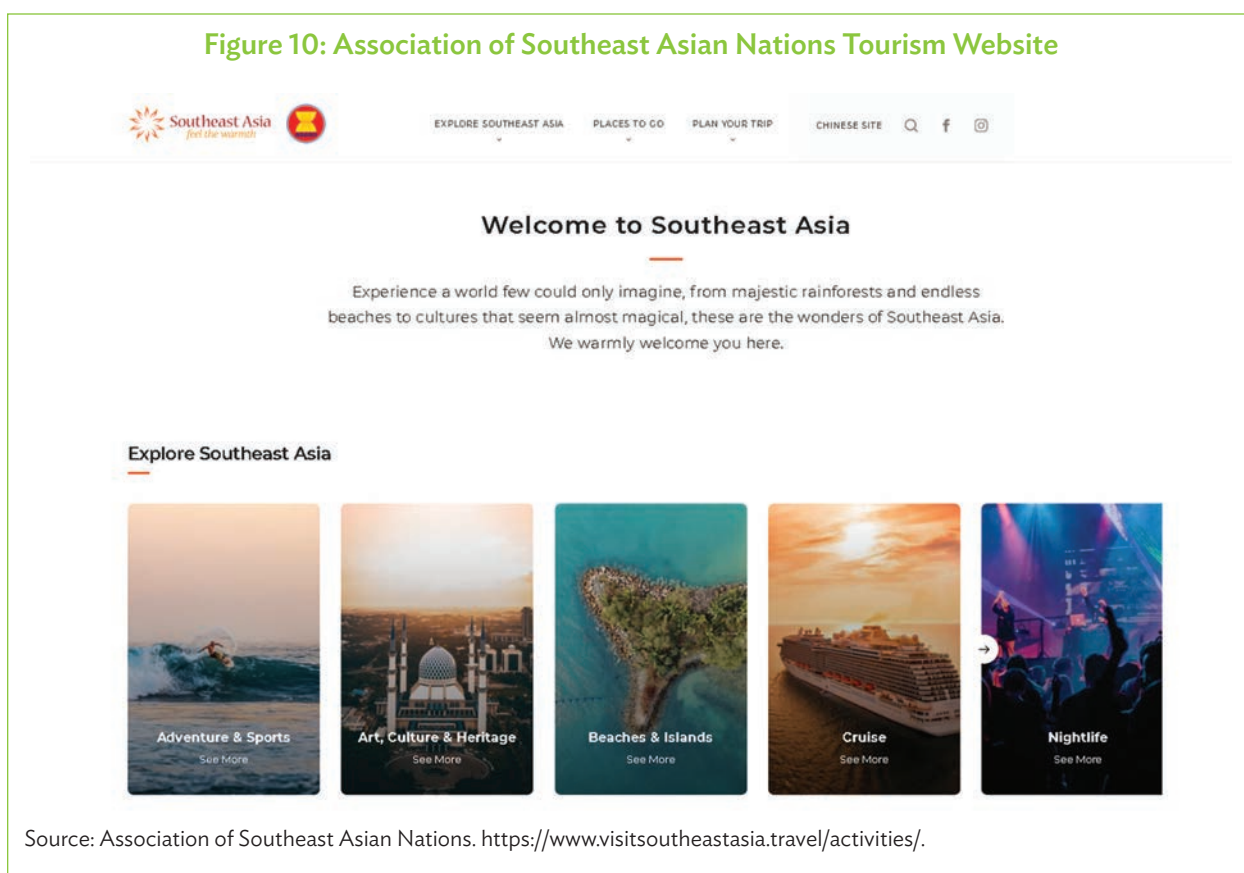 Figure 10: Association of Southeast Asian Nations Tourism Website
Southeast Asia
feel the warmth
EXPLORE SOUTHEAST ASIA PLACES TO GO PLAN YOUR TRIP CHINESE SITE
Welcome to Southeast Asia
Experience a world few could only imagine, from majestic rainforests and endless
beaches to cultures that seem almost magical, these are the wonders of Southeast Asia.
We warmly welcome you here.
Explore Southeast Asia
Adventure & Sports Art, Culture & Heritage Beaches & Islands Cruise Nightlife
See More See More See More See More See More
Source: Association of Southeast Asian Nations. https://www.visitsoutheastasia.travel/activities/.